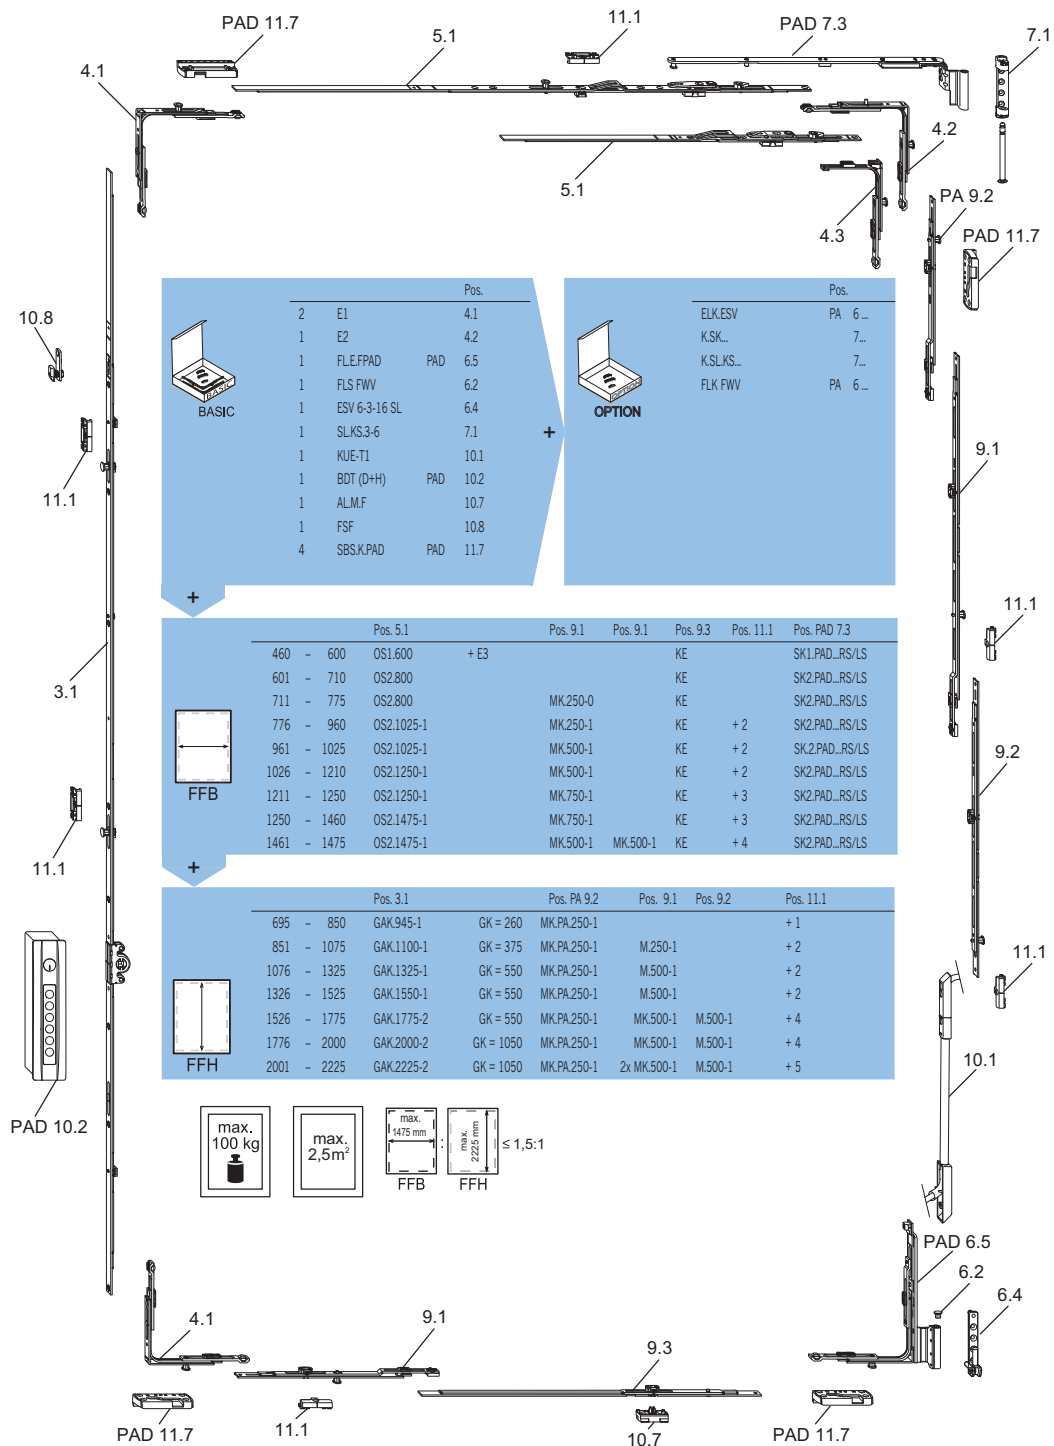 PAD 11.7
5.1
11.1
PAD 7.3
7.1
4.1
4.2
5.1
4.3
PA 9.2
PAD 11.7
10.8
11.1
9.1
11.1
3.1
9.2
11.1
11.1
PAD 10.2
10.1
BASIC
Pos.
2 E1 4.1
1 E2 4.2
1 FL.E.FPAD PAD 6.5
1 FLS FWV 6.2
1 ESV 6-3-16 SL 6.4
1 SL.KS.3-6 7.1
1 KUE-T1 10.1
1 BDT (D+H) PAD 10.2
1 AL.M.F 10.7
1 FSF 10.8
4 SBS.K.PAD PAD 11.7
+
OPTION
Pos.
ELK.ESV PA 6 ...
K.SK... 7...
K.SL.KS... 7...
FLK FWV PA 6 ...
+
FFB
Pos. 5.1 Pos. 9.1 Pos. 9.1 Pos. 9.3 Pos. 11.1 Pos. PAD 7.3
460 – 600 OS1.600 + E3 KE SK1.PAD...RS/LS
601 – 710 OS2.800 KE SK2.PAD...RS/LS
711 – 775 OS2.800 MK.250-0 KE SK2.PAD...RS/LS
776 – 960 OS2.1025-1 MK.250-1 KE + 2 SK2.PAD...RS/LS
961 – 1025 OS2.1025-1 MK.500-1 KE + 2 SK.2.PAD...RS/LS
1026 – 1210 OS2.1250-1 MK.500-1 KE + 2 SK2.PAD...RS/LS
1211 – 1250 OS2.1250-1 MK.750-1 KE + 3 SK2.PAD...RS/LS
1250 – 1460 OS2.1475-1 MK.750-1 KE + 3 SK2.PAD...RS/LS
1461 – 1475 OS2.1475-1 MK.500-1 MK.500-1 KE + 4 SK2.PAD...RS/LS
+
FFH
Pos. 3.1 Pos. PA 9.2 Pos. 9.1 Pos. 9.2 Pos. 11.1
695 – 850 GAK.945-1 GK = 260 MK.PA.250-1 + 1
851 – 1075 GAK.1100-1 GK = 375 MK.PA.250-1 M.250-1 + 2
1076 – 1325 GAK.1325-1 GK = 550 MK.PA.250-1 M.500-1 + 2
1326 – 1525 GAK.1550-1 GK = 550 MK.PA.250-1 M.500-1 + 2
1526 – 1775 GAK.1775-2 GK = 550 MK.PA.250-1 MK.500-1 M.500-1 + 4
1776 – 2000 GAK.2000-2 GK = 1050 MK.PA.250-1 MK.500-1 M.500-1 + 4
2001 – 2225 GAK.2225-2 GK = 1050 MK.PA.250-1 2x MK.500-1 M.500-1 + 5
max.
100 kg
max.
2,5m²
max.
1475 mm
FFB
:
max.
2225 mm
FFH
≤ 1,5:1
PAD 6.5
6.2
6.4
4.1
9.1
9.3
PAD 11.7
11.1
10.7
PAD 11.7